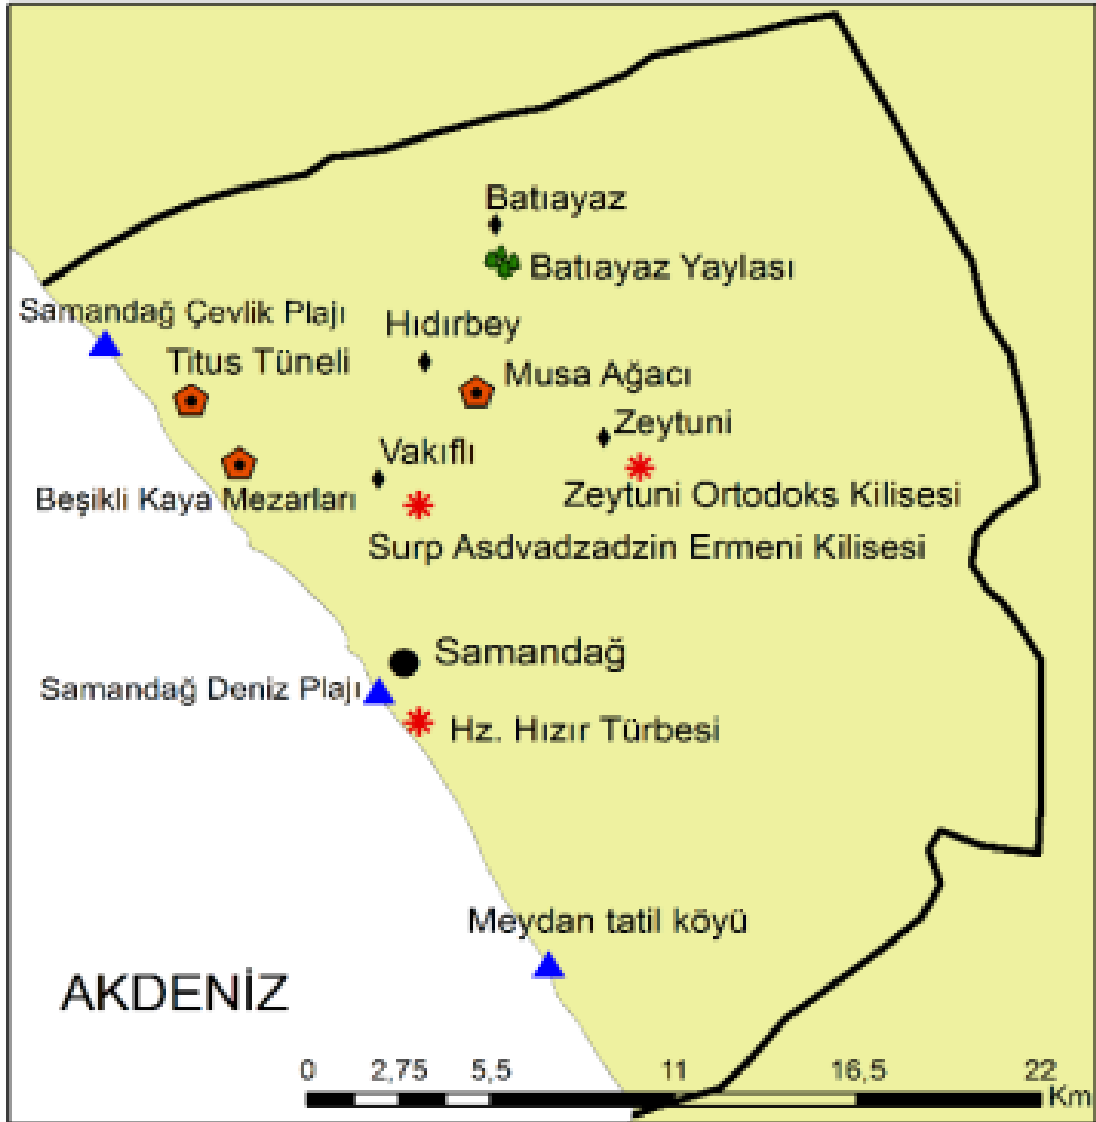 Batıayaz
Batıayaz Yaylası
Samandağ Çevlik Plajı
Hıdırbey
Titus Tüneli
Musa Ağacı
Zeytuni
Vakıflı
Beşikli Kaya Mezarları
Zeytuni Ortodoks Kilisesi
Surp Asdvadzadzin Ermeni Kilisesi
Samandağ
Samandağ Deniz Plajı
Hz. Hızır Türbesi
Meydan tatil köyü
AKDENİZ
0 2,75 5,5 11 16,5 22
Km